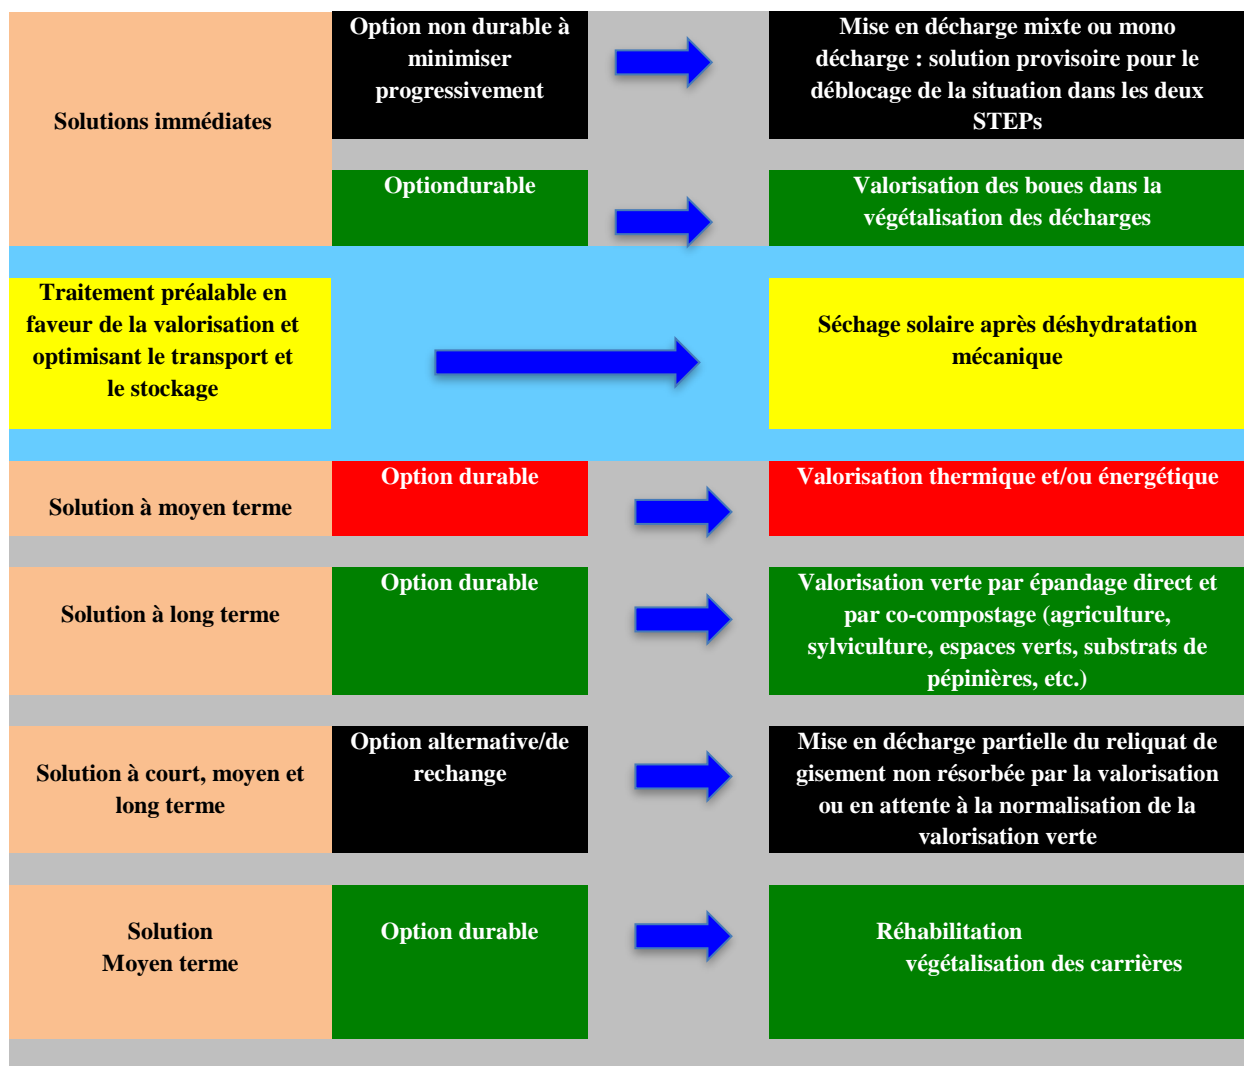 Solutions immédiates
Option non durable à
minimiser
progressivement
Mise en décharge mixte ou mono
décharge : solution provisoire pour le
déblocage de la situation dans les deux
STEPs
Optiondurable
Valorisation des boues dans la
végétalisation des décharges
Traitement préalable en
faveur de la valorisation et
optimisant le transport et
le stockage
Séchage solaire après déshydratation
mécanique
Solution à moyen terme
Option durable
Valorisation thermique et/ou énergétique
Solution à long terme
Option durable
Valorisation verte par épandage direct et
par co-compostage (agriculture,
sylviculture, espaces verts, substrats de
pépinières, etc.)
Solution à court, moyen et
long terme
Option alternative/de
rechange
Mise en décharge partielle du reliquat de
gisement non résorbée par la valorisation
ou en attente à la normalisation de la
valorisation verte
Solution
Moyen terme
Option durable
Réhabilitation
végétalisation des carrières